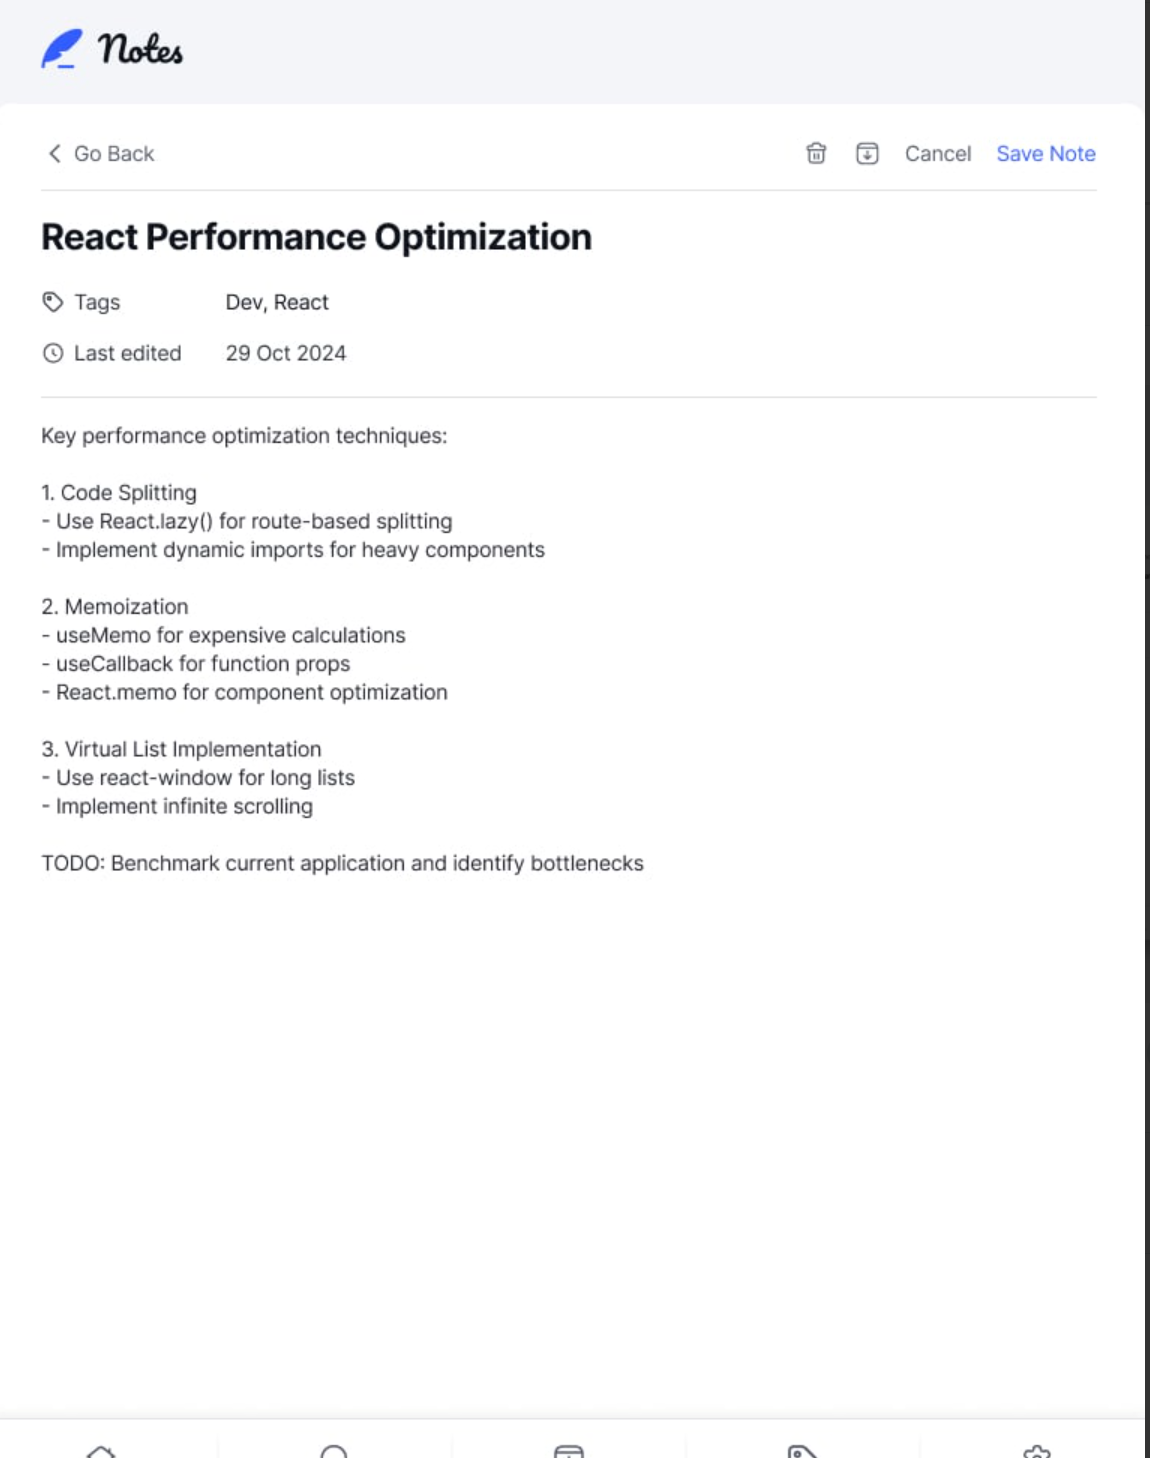 Notes
Go Back
Cancel
Save Note
React Performance Optimization
Tags
Dev, React
Last edited
29 Oct 2024
Key performance optimization techniques:
1. Code Splitting
- Use React.lazy() for route-based splitting
- Implement dynamic imports for heavy components
2. Memoization
- useMemo for expensive calculations
- useCallback for function props
- React.memo for component optimization
3. Virtual List Implementation
- Use react-window for long lists
- Implement infinite scrolling
TODO: Benchmark current application and identify bottlenecks